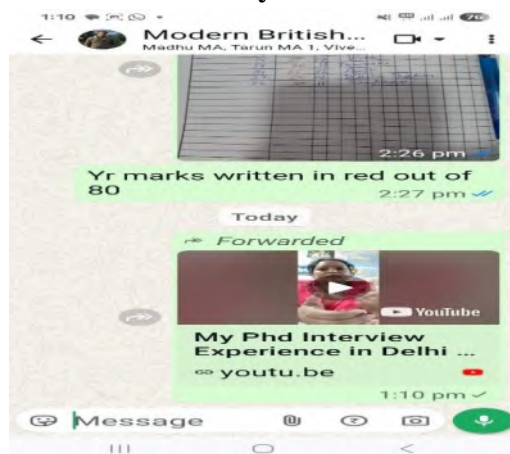 1:10
70
Modern British...
Madhu MA, Tarun MA 1, Vive...
2:26 pm
Yr marks written in red out of
80
2:27 pm
Today
Forwarded
YouTube
My Phd Interview
Experience in Delhi ...
youtu.be
1:10 pm
Message